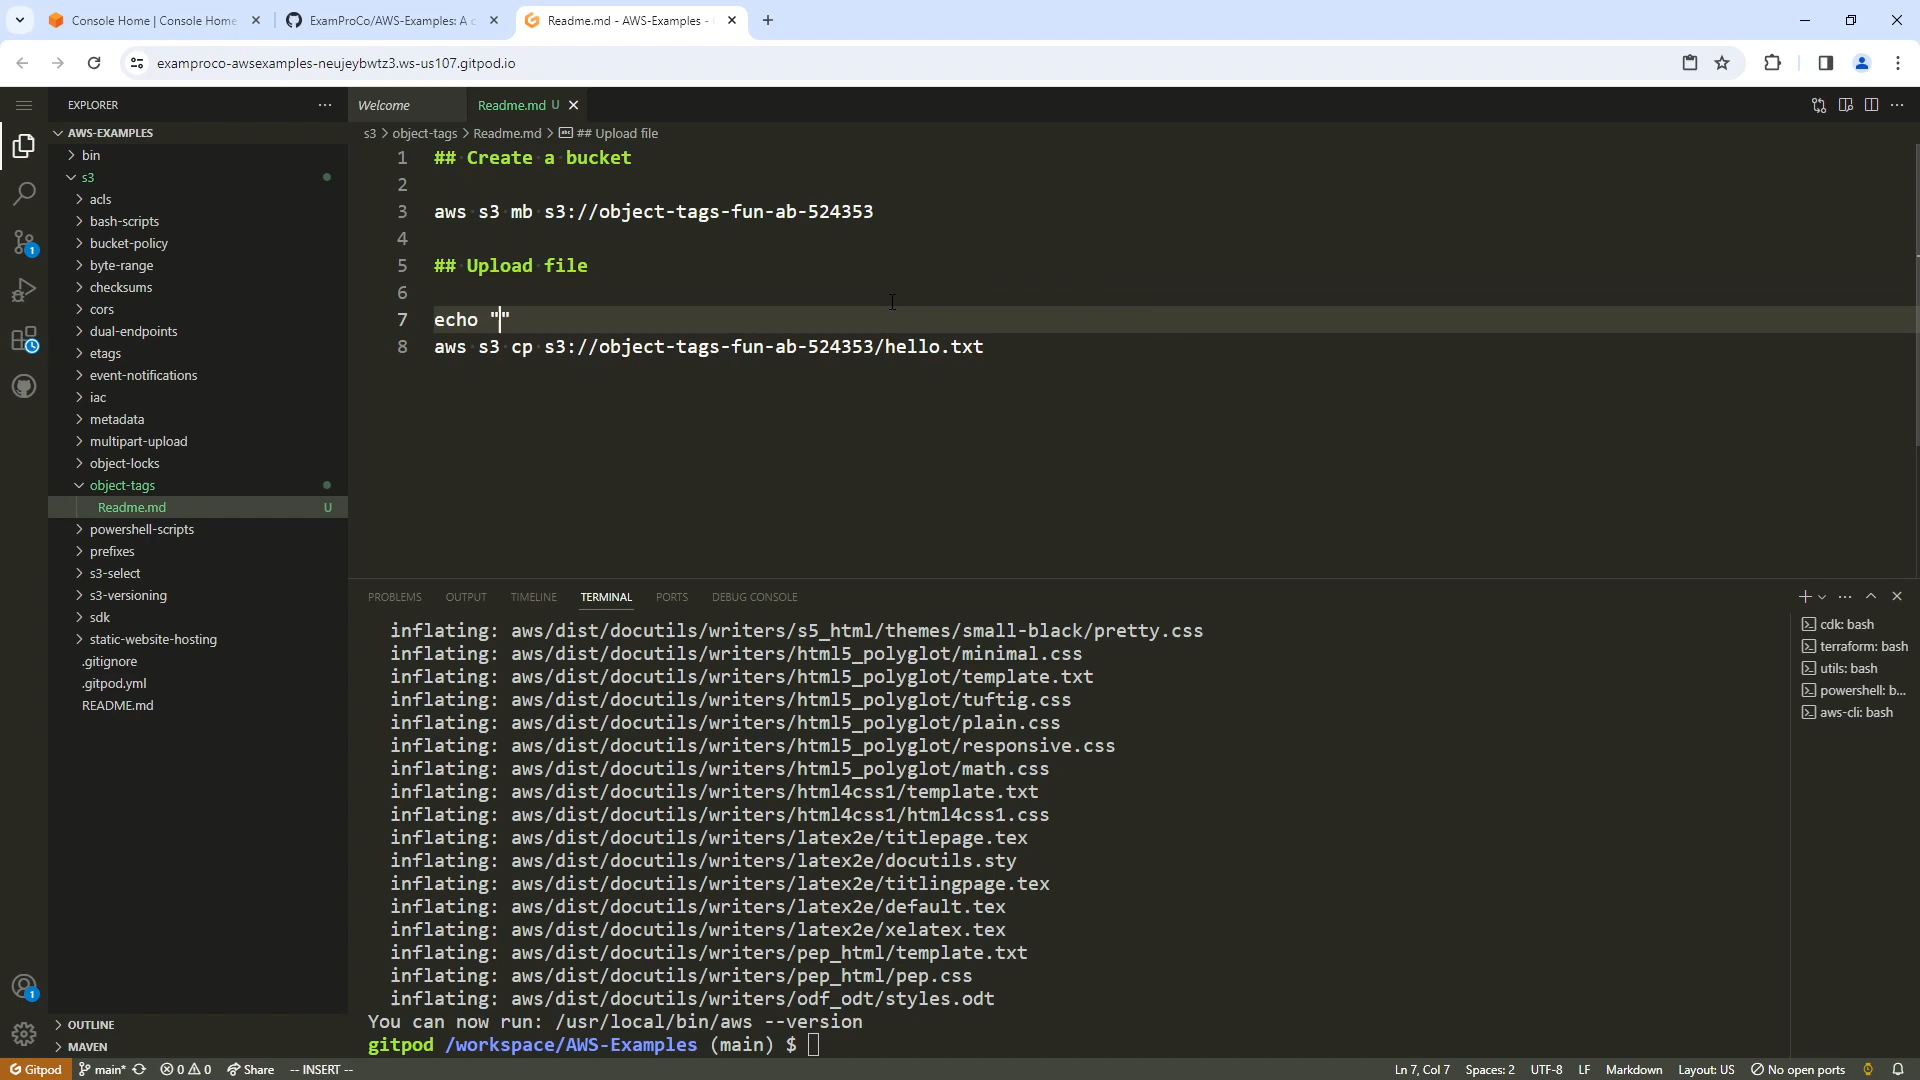 Console Home | Console Home
ExamProCo/AWS-Examples: A c
Readme.md - AWS-Examples -
examproco-awsexamples-neujeybwtz3.ws-us107.gitpod.io
EXPLORER
Welcome
Readme.md U
AWS-EXAMPLES
s3 > object-tags > Readme.md > ## Upload file
bin
s3
acls
bash-scripts
bucket-policy
byte-range
checksums
cors
dual-endpoints
etags
event-notifications
iac
metadata
multipart-upload
object-locks
object-tags
Readme.md U
powershell-scripts
prefixes
s3-select
s3-versioning
sdk
static-website-hosting
.gitignore
.gitpod.yml
README.md
OUTLINE
MAVEN
1 ## Create a bucket
2
3 aws s3 mb s3://object-tags-fun-ab-524353
4
5 ## Upload file
6
7 echo ""
8 aws s3 cp s3://object-tags-fun-ab-524353/hello.txt
PROBLEMS OUTPUT TIMELINE TERMINAL PORTS DEBUG CONSOLE
inflating: aws/dist/docutils/writers/s5_html/themes/small-black/pretty.css
inflating: aws/dist/docutils/writers/html5_polyglot/minimal.css
inflating: aws/dist/docutils/writers/html5_polyglot/template.txt
inflating: aws/dist/docutils/writers/html5_polyglot/tuftig.css
inflating: aws/dist/docutils/writers/html5_polyglot/plain.css
inflating: aws/dist/docutils/writers/html5_polyglot/responsive.css
inflating: aws/dist/docutils/writers/html5_polyglot/math.css
inflating: aws/dist/docutils/writers/html4css1/template.txt
inflating: aws/dist/docutils/writers/html4css1/html4css1.css
inflating: aws/dist/docutils/writers/latex2e/titlepage.tex
inflating: aws/dist/docutils/writers/latex2e/docutils.sty
inflating: aws/dist/docutils/writers/latex2e/titlingpage.tex
inflating: aws/dist/docutils/writers/latex2e/default.tex
inflating: aws/dist/docutils/writers/latex2e/xelatex.tex
inflating: aws/dist/docutils/writers/pep_html/template.txt
inflating: aws/dist/docutils/writers/pep_html/pep.css
inflating: aws/dist/docutils/writers/odf_odt/styles.odt
You can now run: /usr/local/bin/aws --version
gitpod /workspace/AWS-Examples (main) $
cdk: bash
terraform: bash
utils: bash
powershell: b...
aws-cli: bash
1
1
Gitpod main* 0 0 Share -- INSERT -- Ln 7, Col 7 Spaces: 2 UTF-8 LF Markdown Layout: US No open ports